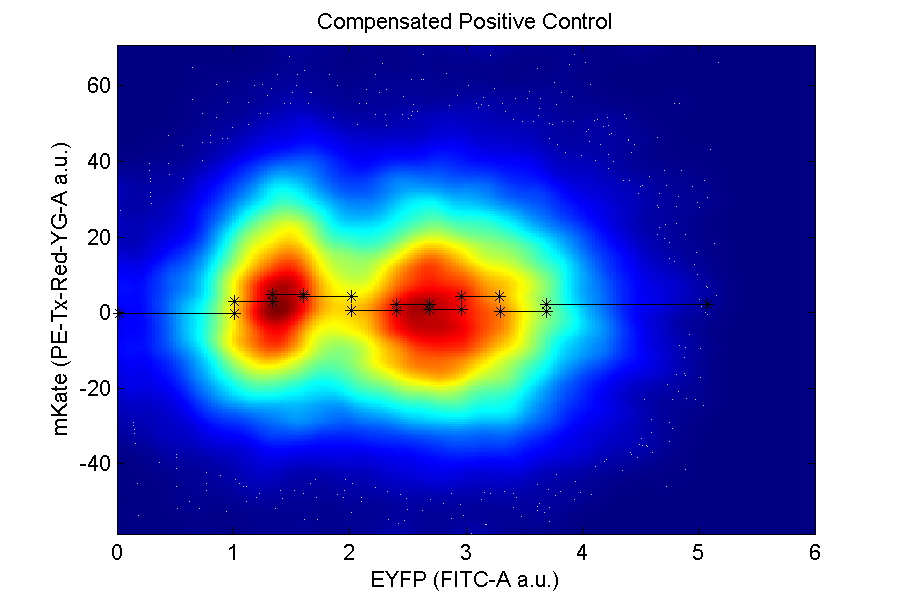 Compensated Positive Control
mKate (PE-Tx-Red-YG-A a.u.)
60
40
20
0
-20
-40
0 1 2 3 4 5 6
EYFP (FITC-A a.u.)